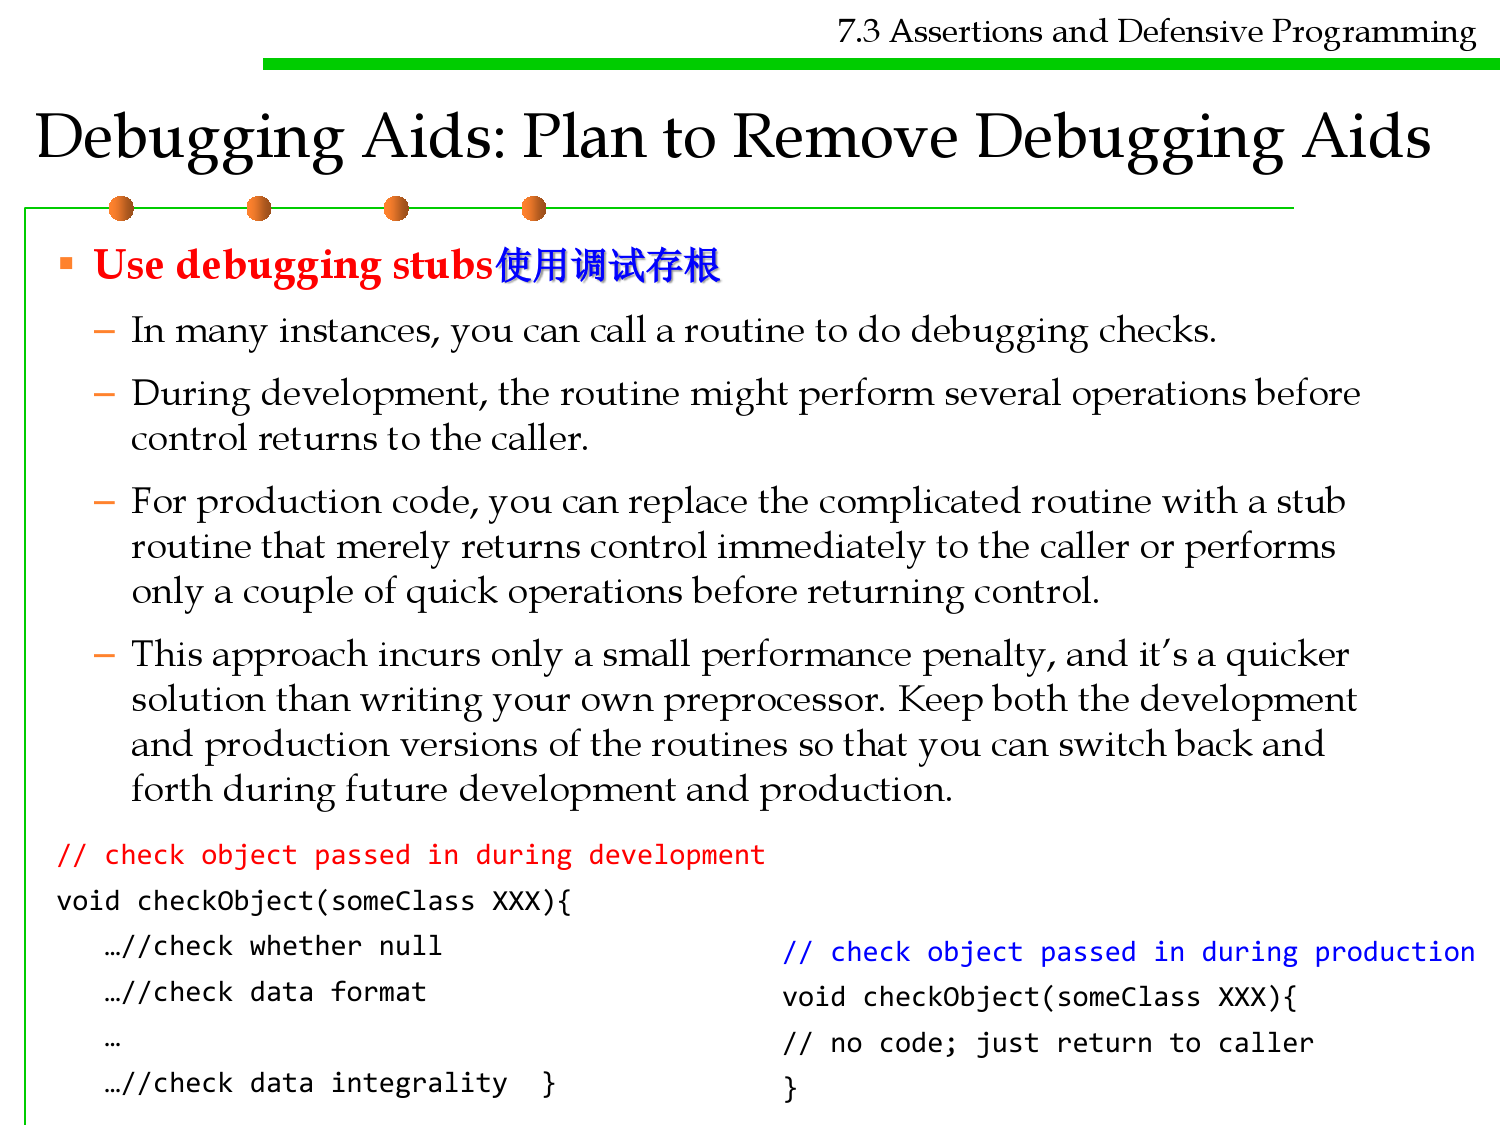 7.3 Assertions and Defensive Programming
Debugging Aids: Plan to Remove Debugging Aids
Use debugging stubs使用调试存根
– In many instances, you can call a routine to do debugging checks.
– During development, the routine might perform several operations before
control returns to the caller.
– For production code, you can replace the complicated routine with a stub
routine that merely returns control immediately to the caller or performs
only a couple of quick operations before returning control.
– This approach incurs only a small performance penalty, and it’s a quicker
solution than writing your own preprocessor. Keep both the development
and production versions of the routines so that you can switch back and
forth during future development and production.
// check object passed in during development
void checkObject(someClass XXX){
…//check whether null
…//check data format
…
…//check data integrality }
// check object passed in during production
void checkObject(someClass XXX){
// no code; just return to caller
}